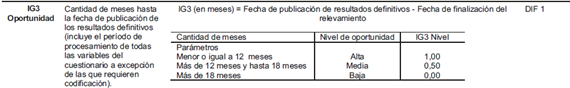 IG3 Oportunidad
Cantidad de meses hasta la fecha de publicación de los resultados definitivos (incluye el período de procesamiento de todas las variables del cuestionario a excepción de las que requieren codificación).
IG3 (en meses) = Fecha de publicación de resultados definitivos - Fecha de finalización del relevamiento
DIF 1
Cantidad de meses Nivel de oportunidad IG3 Nivel
Parámetros
Menor o igual a 12 meses Alta 1,00
Más de 12 meses y hasta 18 meses Media 0,50
Más de 18 meses Baja 0,00